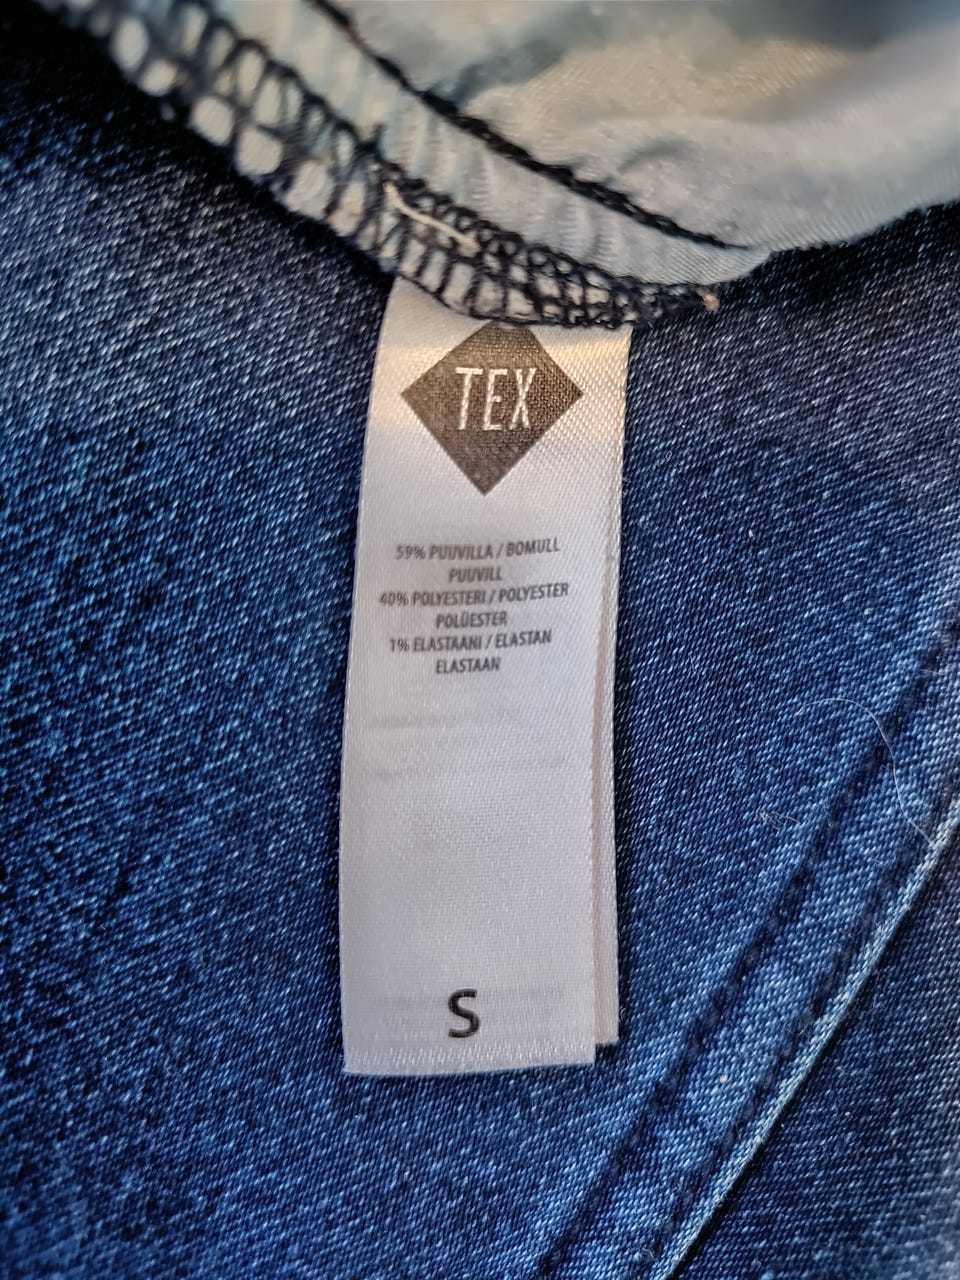 TEX
59% PUUVILLA / BOMULL
PUUVILL
40% POLYESTERI / POLYESTER
POLÜESTER
1% ELASTAANI / ELASTAN
ELASTAAN
S